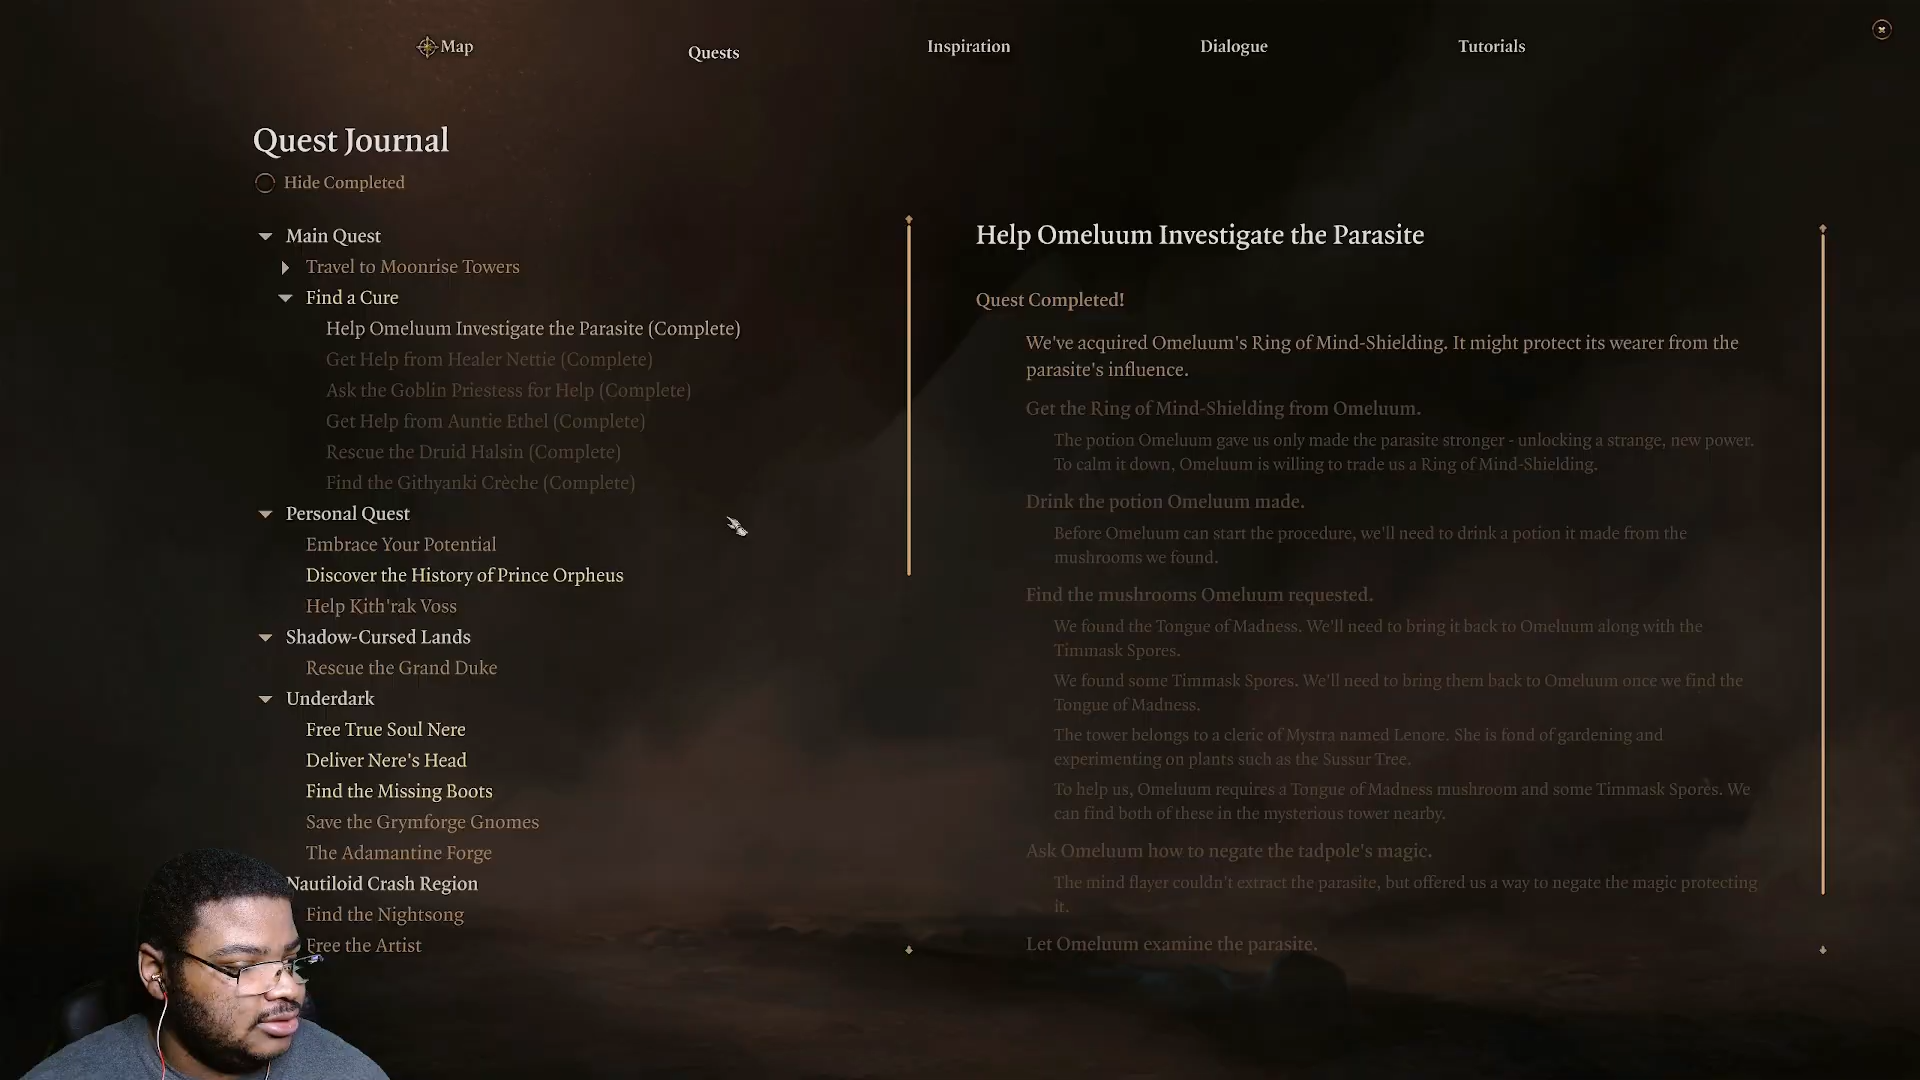 Map
Quests
Inspiration
Dialogue
Tutorials
Quest Journal
Hide Completed
Main Quest
Travel to Moonrise Towers
Find a Cure
Help Omeluum Investigate the Parasite (Complete)
Get Help from Healer Nettie (Complete)
Ask the Goblin Priestess for Help (Complete)
Get Help from Auntie Ethel (Complete)
Rescue the Druid Halsin (Complete)
Find the Githyanki Crèche (Complete)
Personal Quest
Embrace Your Potential
Discover the History of Prince Orpheus
Help Kith'rak Voss
Shadow-Cursed Lands
Rescue the Grand Duke
Underdark
Free True Soul Nere
Deliver Nere's Head
Find the Missing Boots
Save the Grymforge Gnomes
The Adamantine Forge
Nautiloid Crash Region
Find the Nightsong
Free the Artist
Help Omeluum Investigate the Parasite
Quest Completed!
We've acquired Omeluum's Ring of Mind-Shielding. It might protect its wearer from the
parasite's influence.
Get the Ring of Mind-Shielding from Omeluum.
The potion Omeluum gave us only made the parasite stronger - unlocking a strange, new power.
To calm it down, Omeluum is willing to trade us a Ring of Mind-Shielding.
Drink the potion Omeluum made.
Before Omeluum can start the procedure, we'll need to drink a potion it made from the
mushrooms we found.
Find the mushrooms Omeluum requested.
We found the Tongue of Madness. We'll need to bring it back to Omeluum along with the
Timmask Spores.
We found some Timmask Spores. We'll need to bring them back to Omeluum once we find the
Tongue of Madness.
The tower belongs to a cleric of Mystra named Lenore. She is fond of gardening and
experimenting on plants such as the Sussur Tree.
To help us, Omeluum requires a Tongue of Madness mushroom and some Timmask Spores. We
can find both of these in the mysterious tower nearby.
Ask Omeluum how to negate the tadpole's magic.
The mind flayer couldn't extract the parasite, but offered us a way to negate the magic protecting
it.
Let Omeluum examine the parasite.